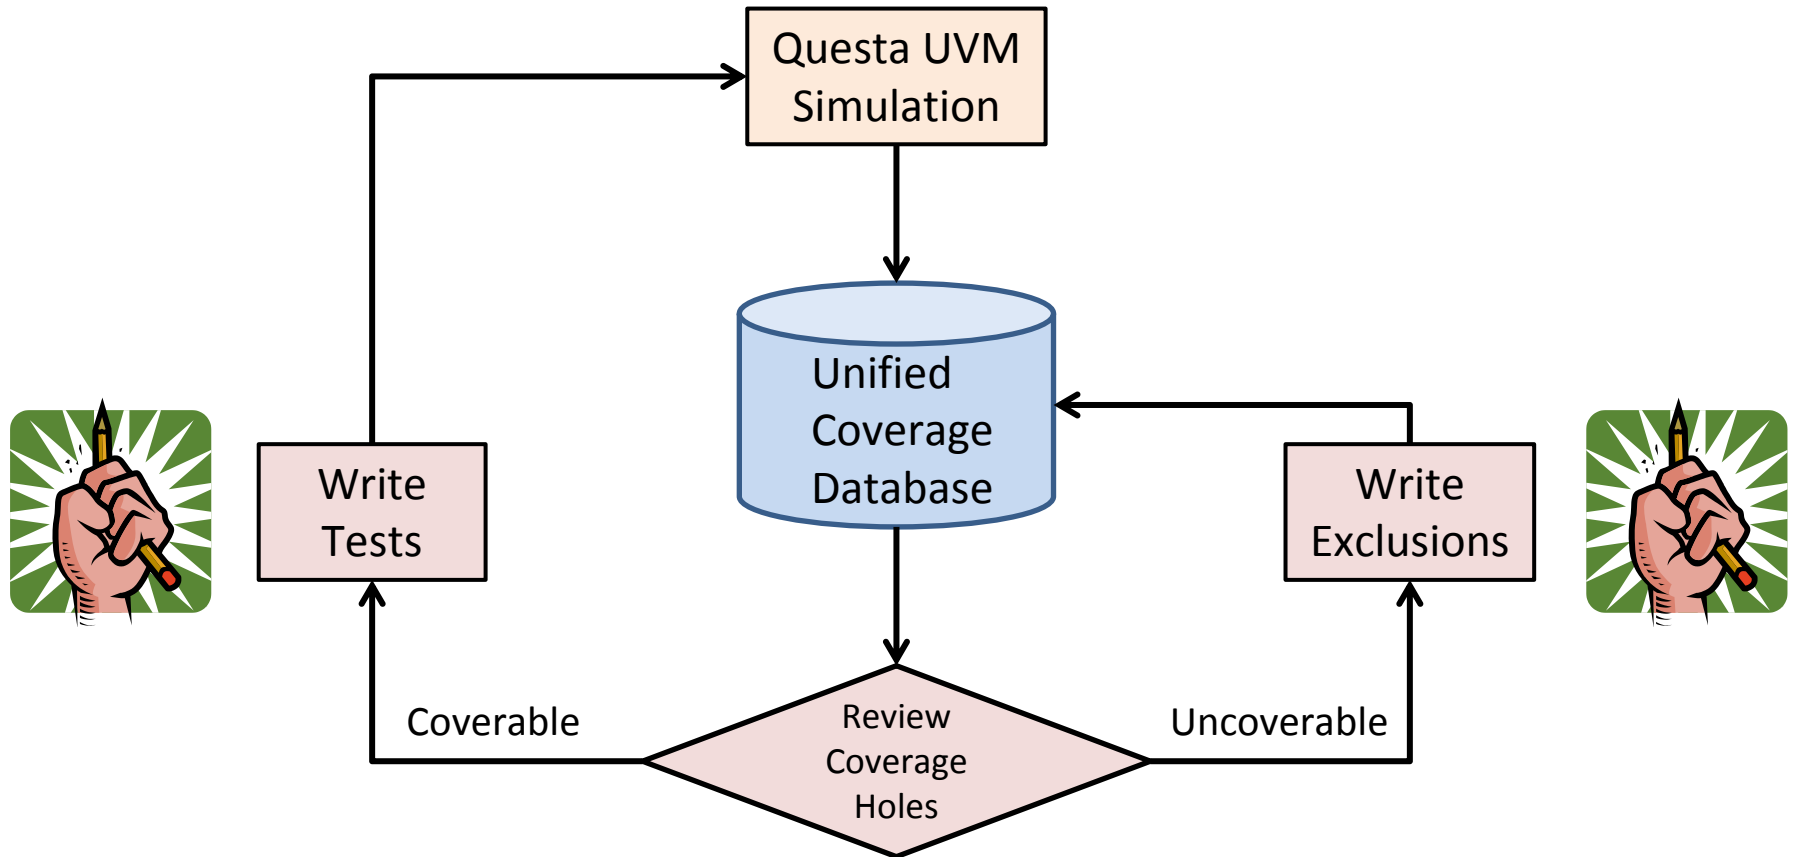 Questa UVM
Simulation
Unified
Coverage
Database
Write
Tests
Write
Exclusions
Coverable
Uncoverable
Review
Coverage
Holes